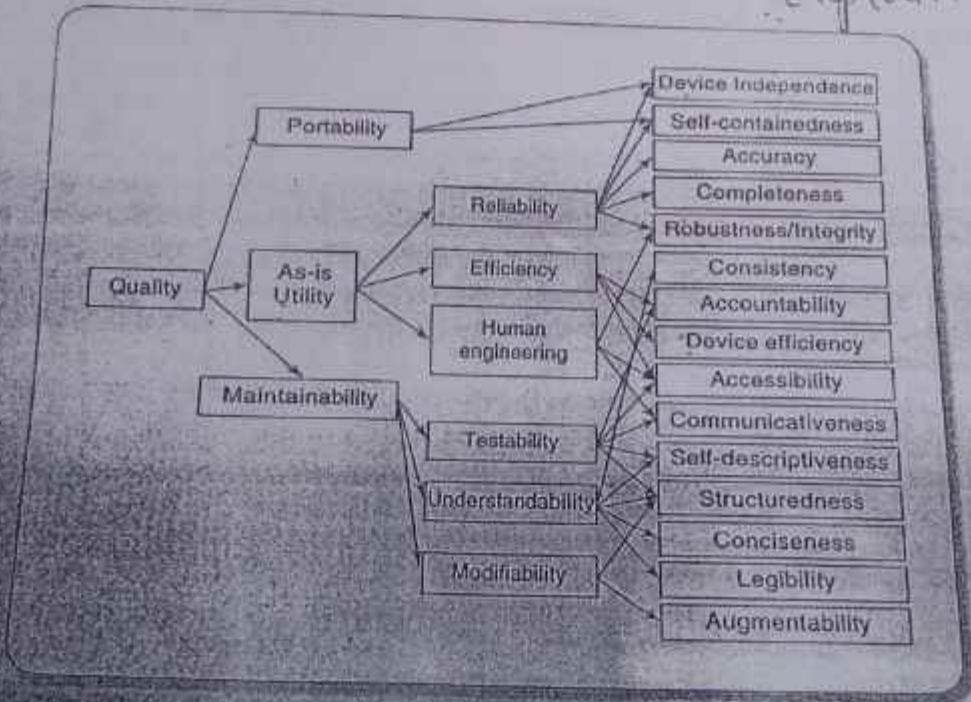 Device Independence
Portability
Self-containedness
Accuracy
Reliability
Completeness
Robustness/Integrity
Quality
As-is
Utility
Efficiency
Consistency
Accountability
Human
engineering
Device efficiency
Accessibility
Maintainability
Communicativeness
Testability
Self-descriptiveness
Understandability
Structuredness
Conciseness
Modifiability
Legibility
Augmentability